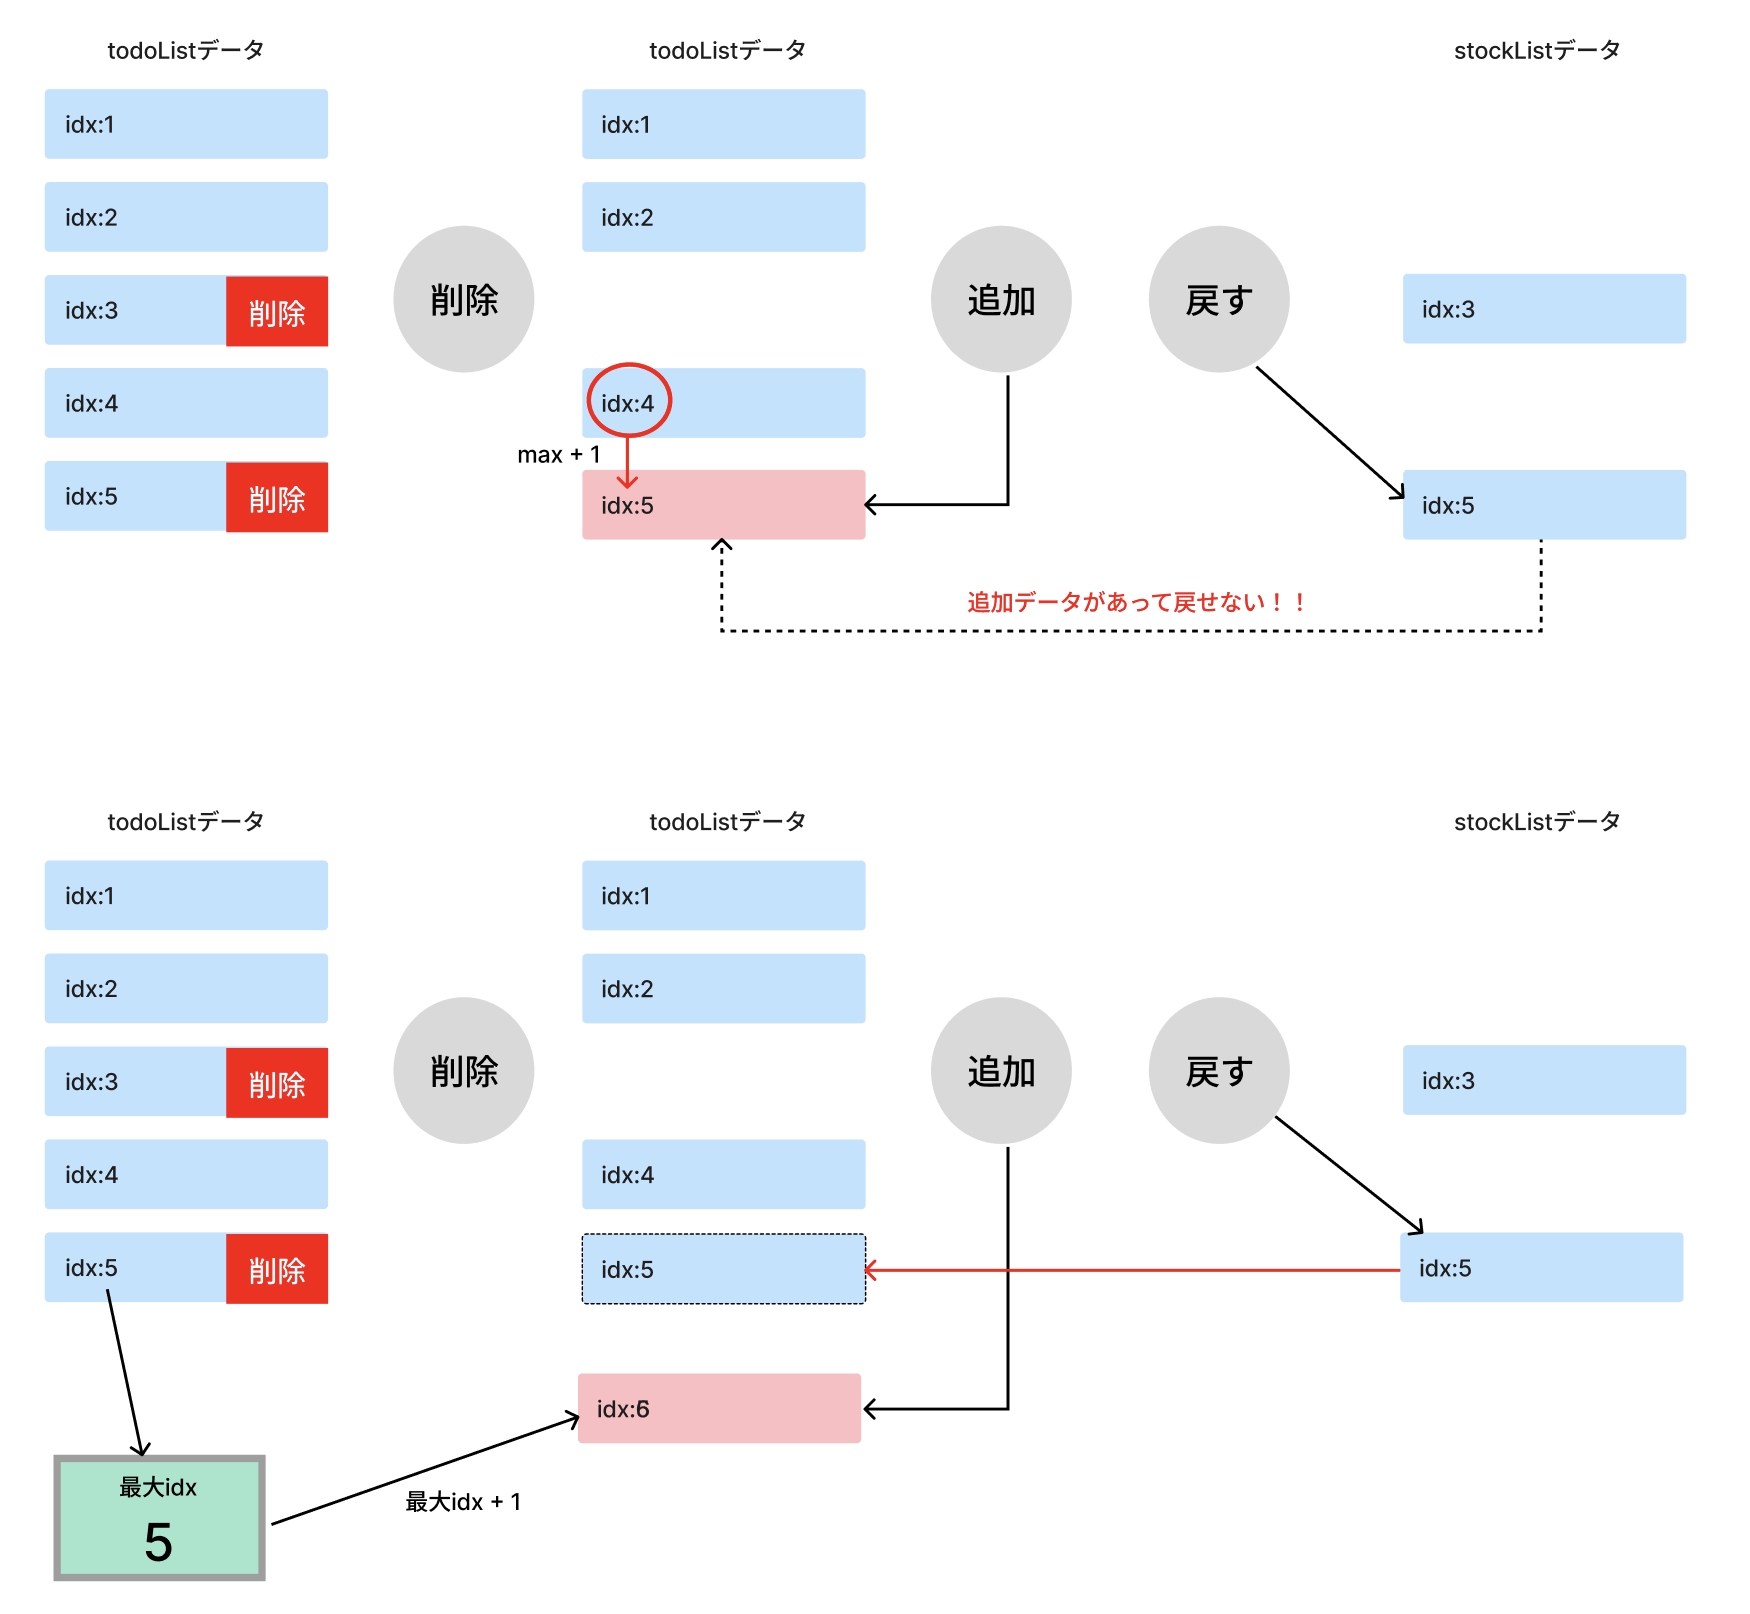 todoListデータ
todoListデータ
stockListデータ
idx:1
idx:1
idx:2
idx:2
idx:3
削除
削除
追加
戻す
idx:3
idx:4
idx:4
max + 1
idx:5
削除
idx:5
idx:5
追加データがあって戻せない！！
todoListデータ
todoListデータ
stockListデータ
idx:1
idx:1
idx:2
idx:2
idx:3
削除
削除
追加
戻す
idx:3
idx:4
idx:4
idx:5
削除
idx:5
idx:5
idx:6
最大idx
5
最大idx + 1